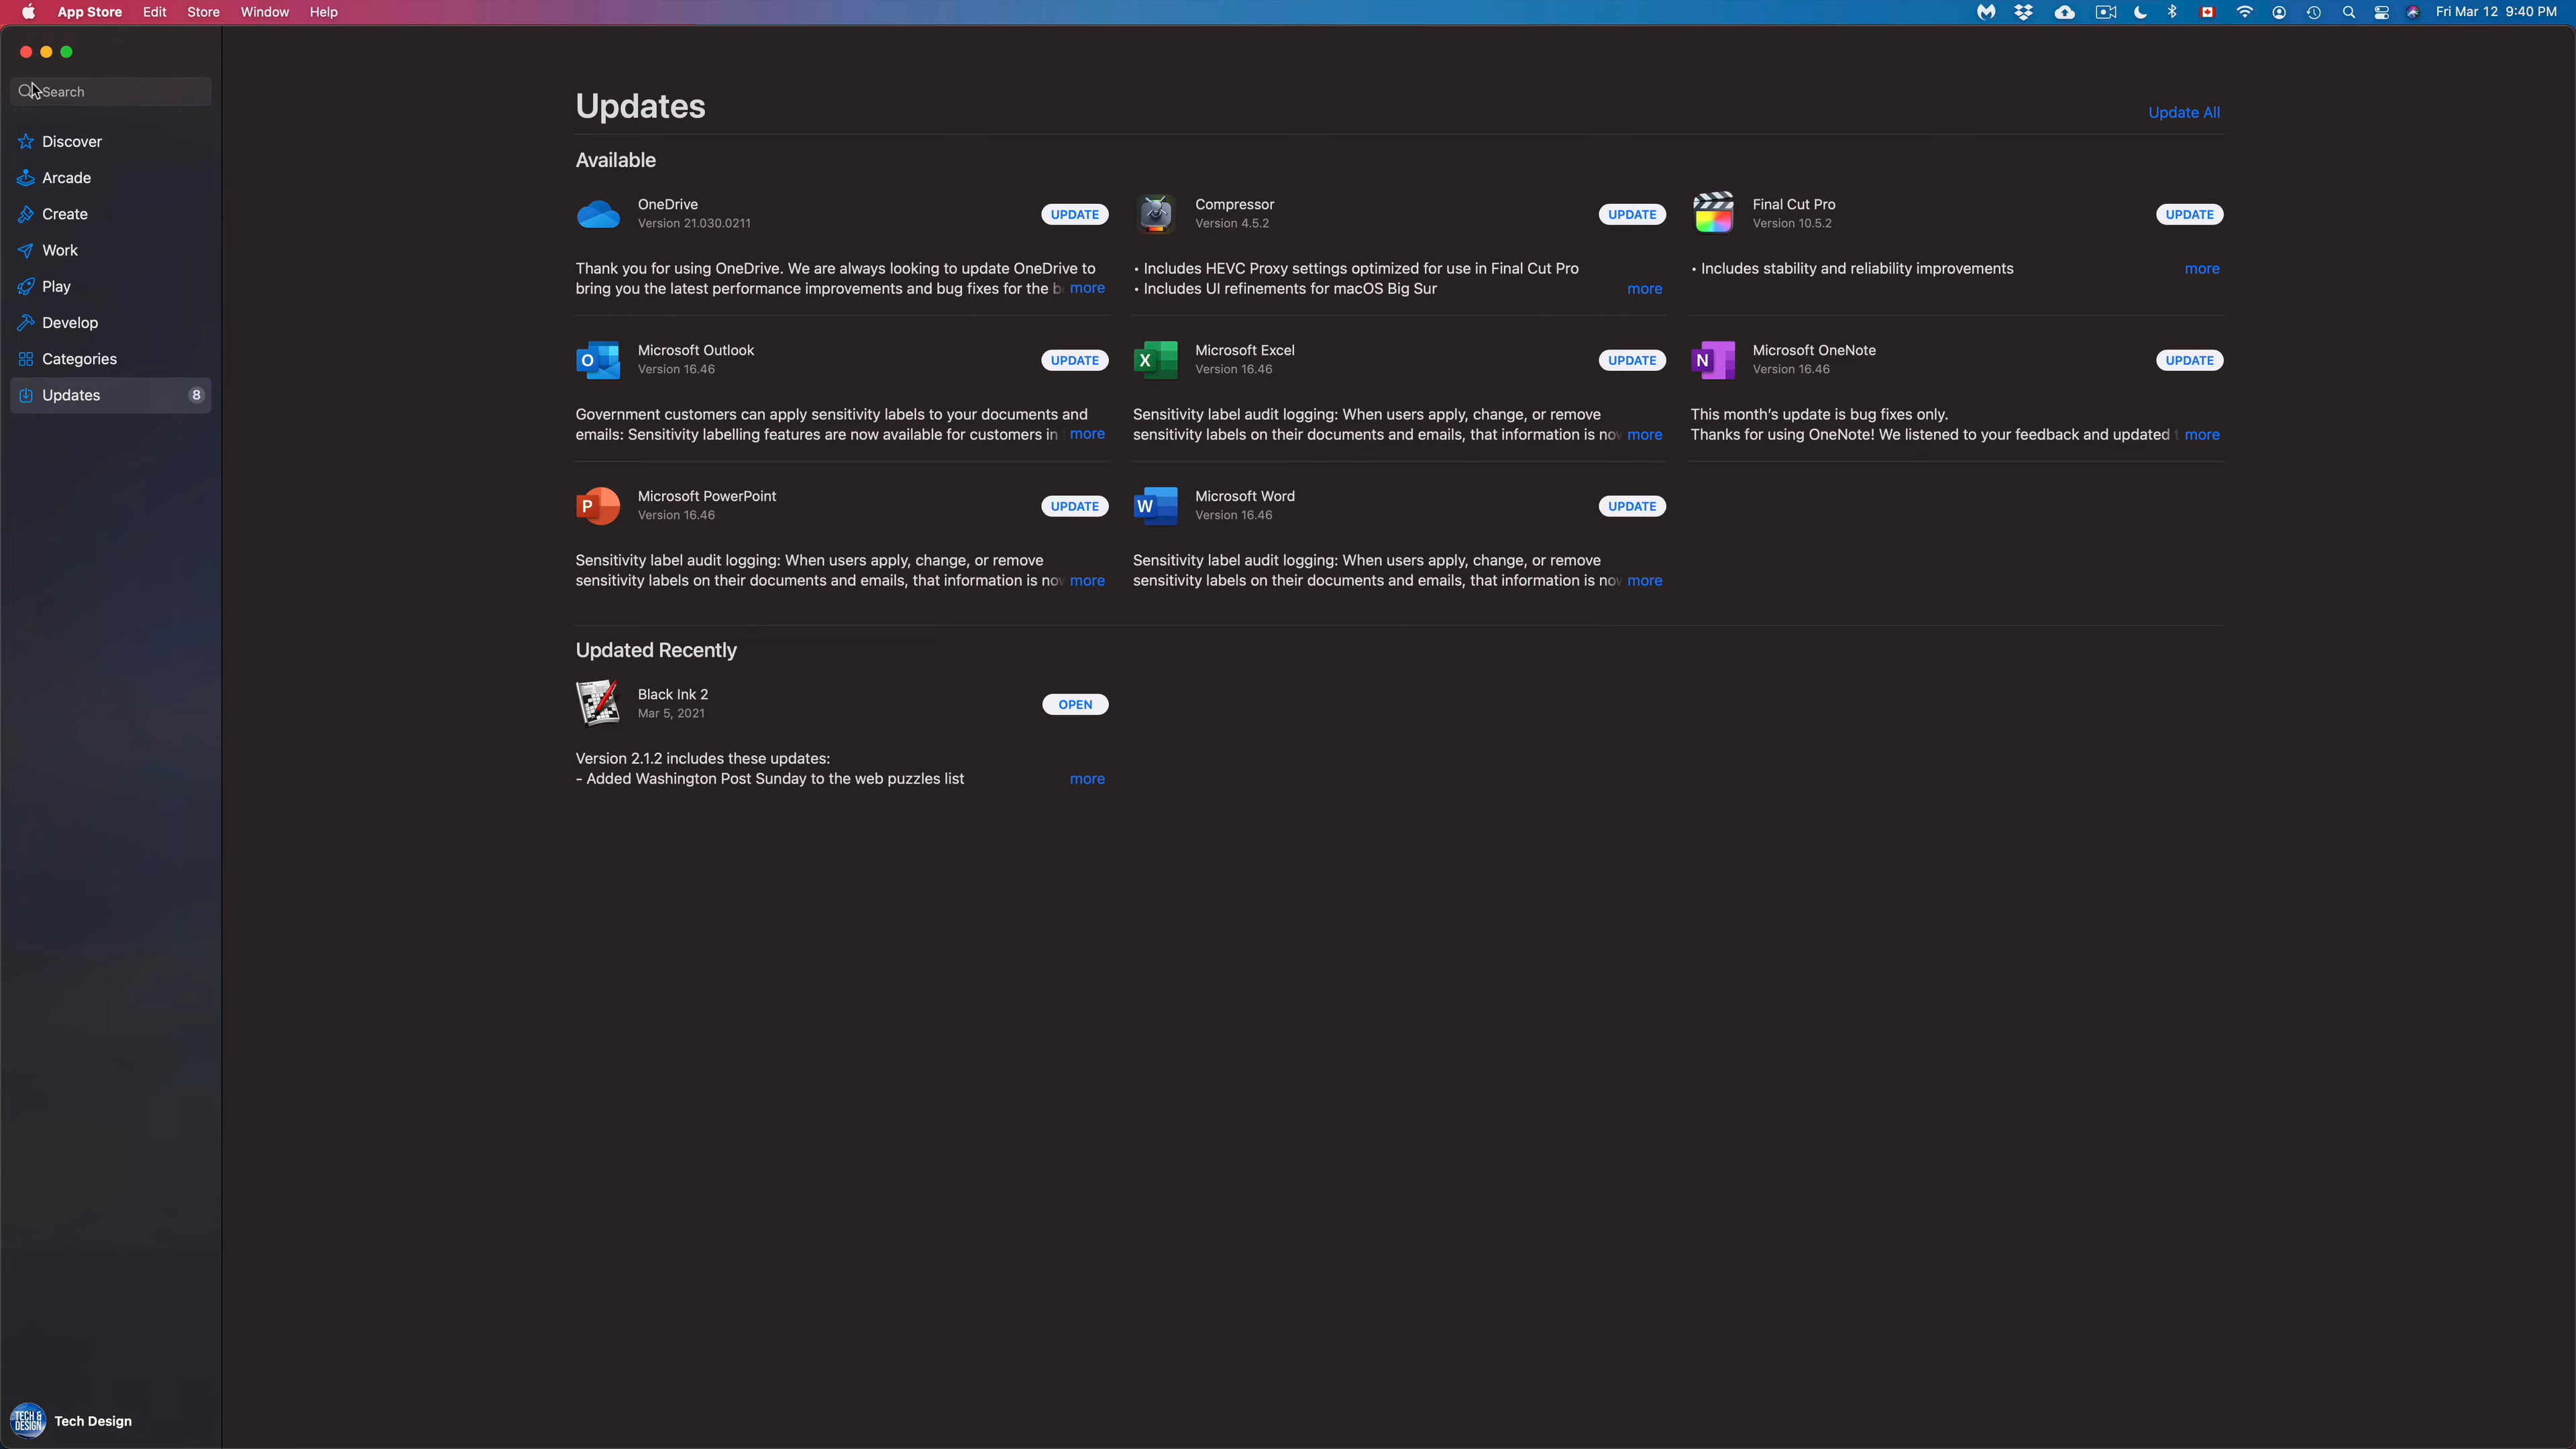 App Store Edit Store Window Help Fri Mar 12 9:40 PM
Search
Discover
Arcade
Create
Work
Play
Develop
Categories
Updates 8
Tech Design
TECH &
DESIGN
Updates Update All
Available
OneDrive
Version 21.030.0211
UPDATE
Thank you for using OneDrive. We are always looking to update OneDrive to
bring you the latest performance improvements and bug fixes for the more
Compressor
Version 4.5.2
UPDATE
• Includes HEVC Proxy settings optimized for use in Final Cut Pro
• Includes UI refinements for macOS Big Sur more
Final Cut Pro
Version 10.5.2
UPDATE
• Includes stability and reliability improvements more
Microsoft Outlook
Version 16.46
UPDATE
Government customers can apply sensitivity labels to your documents and
emails: Sensitivity labelling features are now available for customers in more
Microsoft Excel
Version 16.46
UPDATE
Sensitivity label audit logging: When users apply, change, or remove
sensitivity labels on their documents and emails, that information is now more
Microsoft OneNote
Version 16.46
UPDATE
This month's update is bug fixes only.
Thanks for using OneNote! We listened to your feedback and updated more
Microsoft PowerPoint
Version 16.46
UPDATE
Sensitivity label audit logging: When users apply, change, or remove
sensitivity labels on their documents and emails, that information is now more
Microsoft Word
Version 16.46
UPDATE
Sensitivity label audit logging: When users apply, change, or remove
sensitivity labels on their documents and emails, that information is now more
Updated Recently
Black Ink 2
Mar 5, 2021
OPEN
Version 2.1.2 includes these updates:
- Added Washington Post Sunday to the web puzzles list more